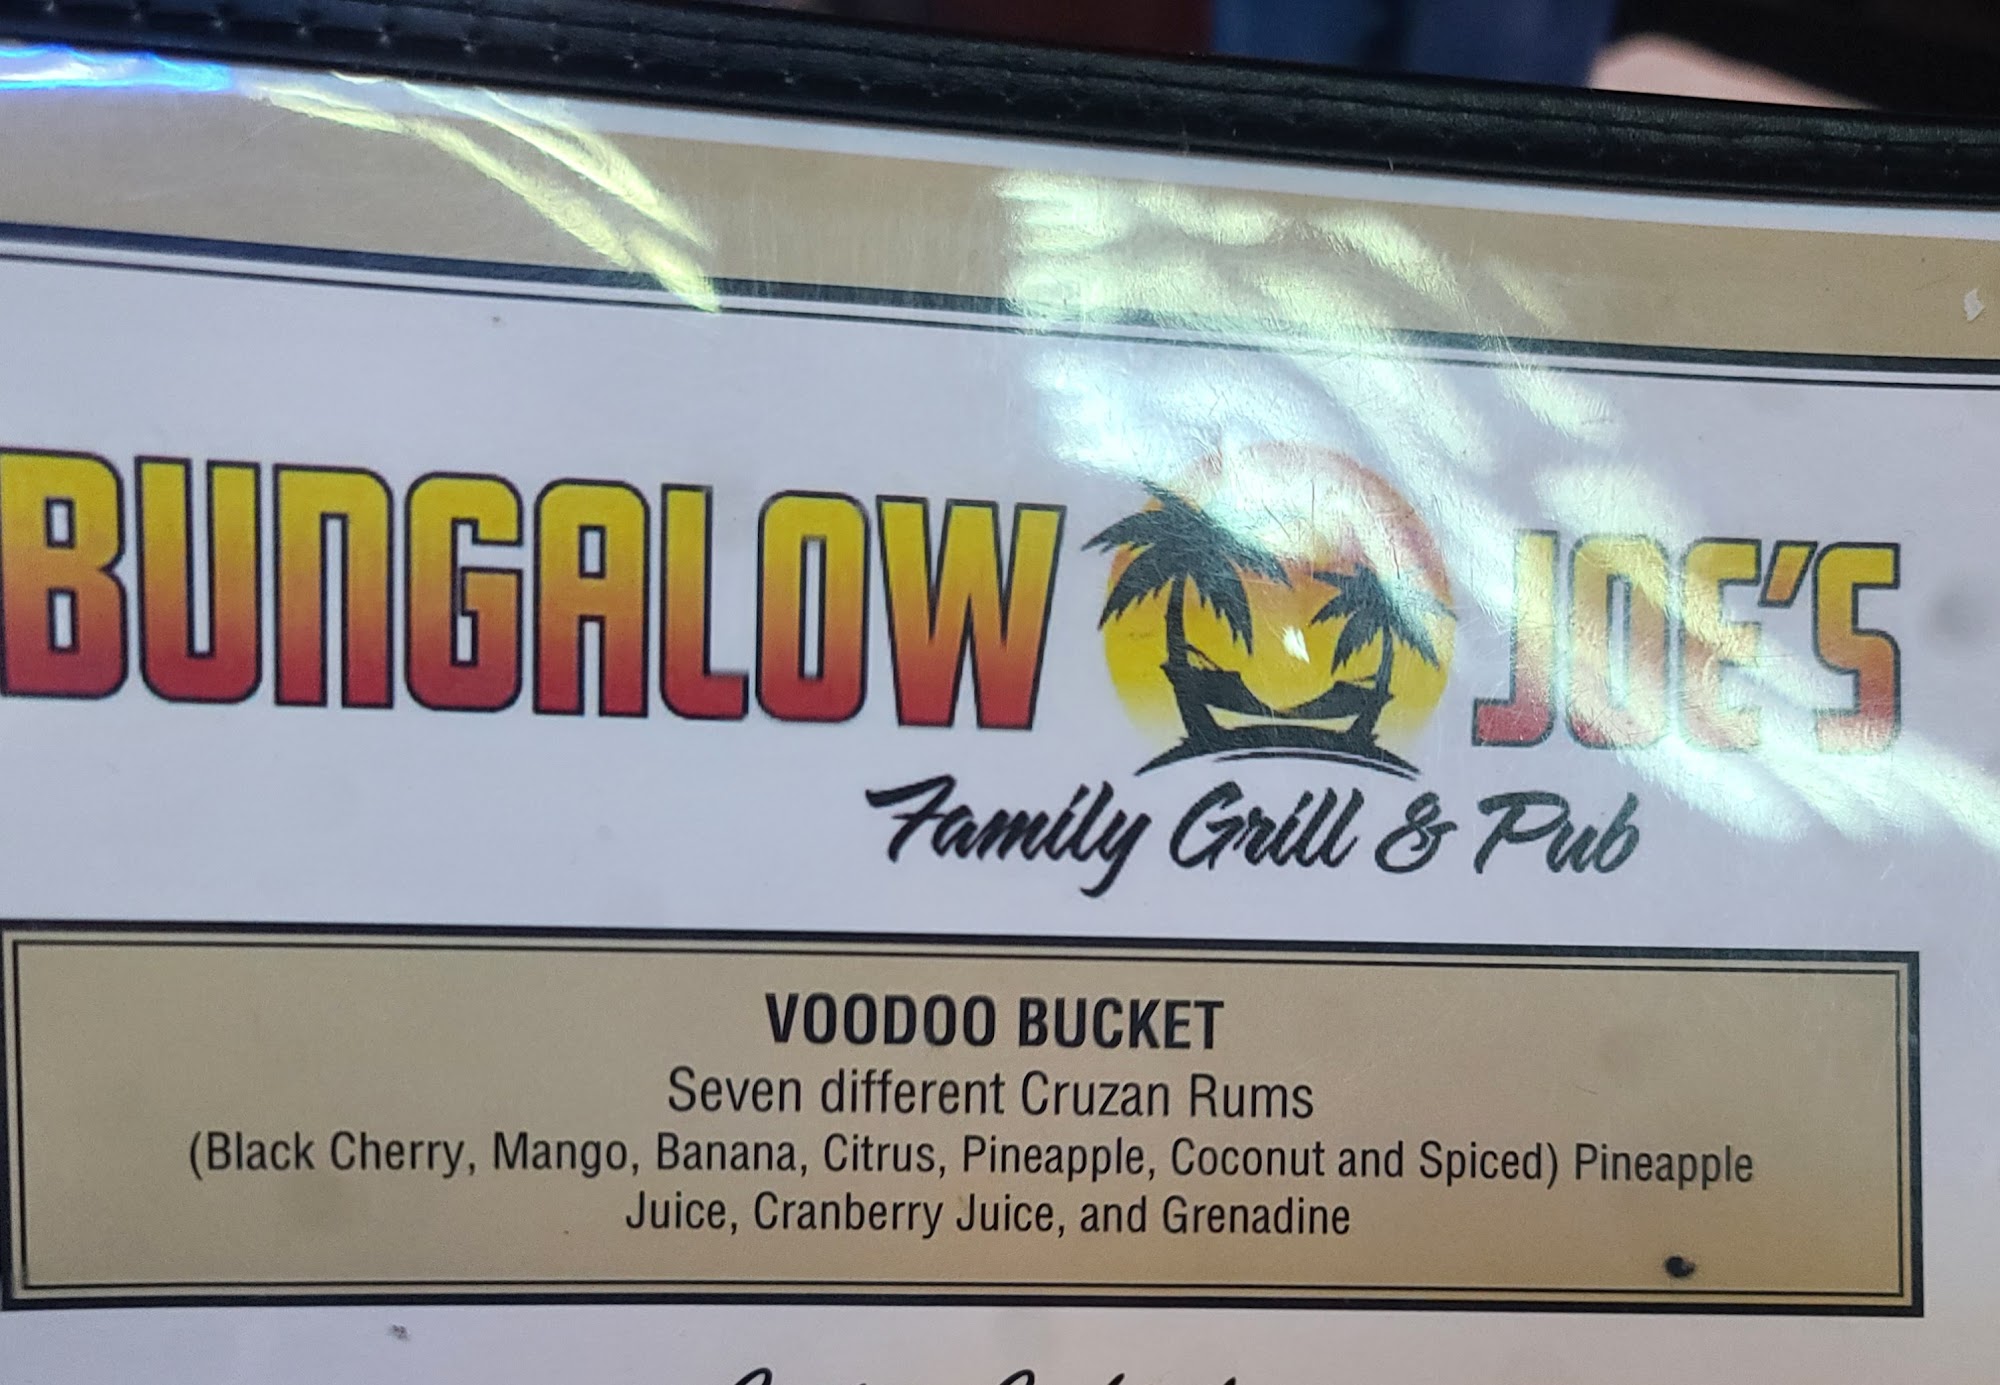 BUNGALOW JOE'S
Family Grill & Pub
VOODOO BUCKET
Seven different Cruzan Rums
(Black Cherry, Mango, Banana, Citrus, Pineapple, Coconut and Spiced) Pineapple
Juice, Cranberry Juice, and Grenadine